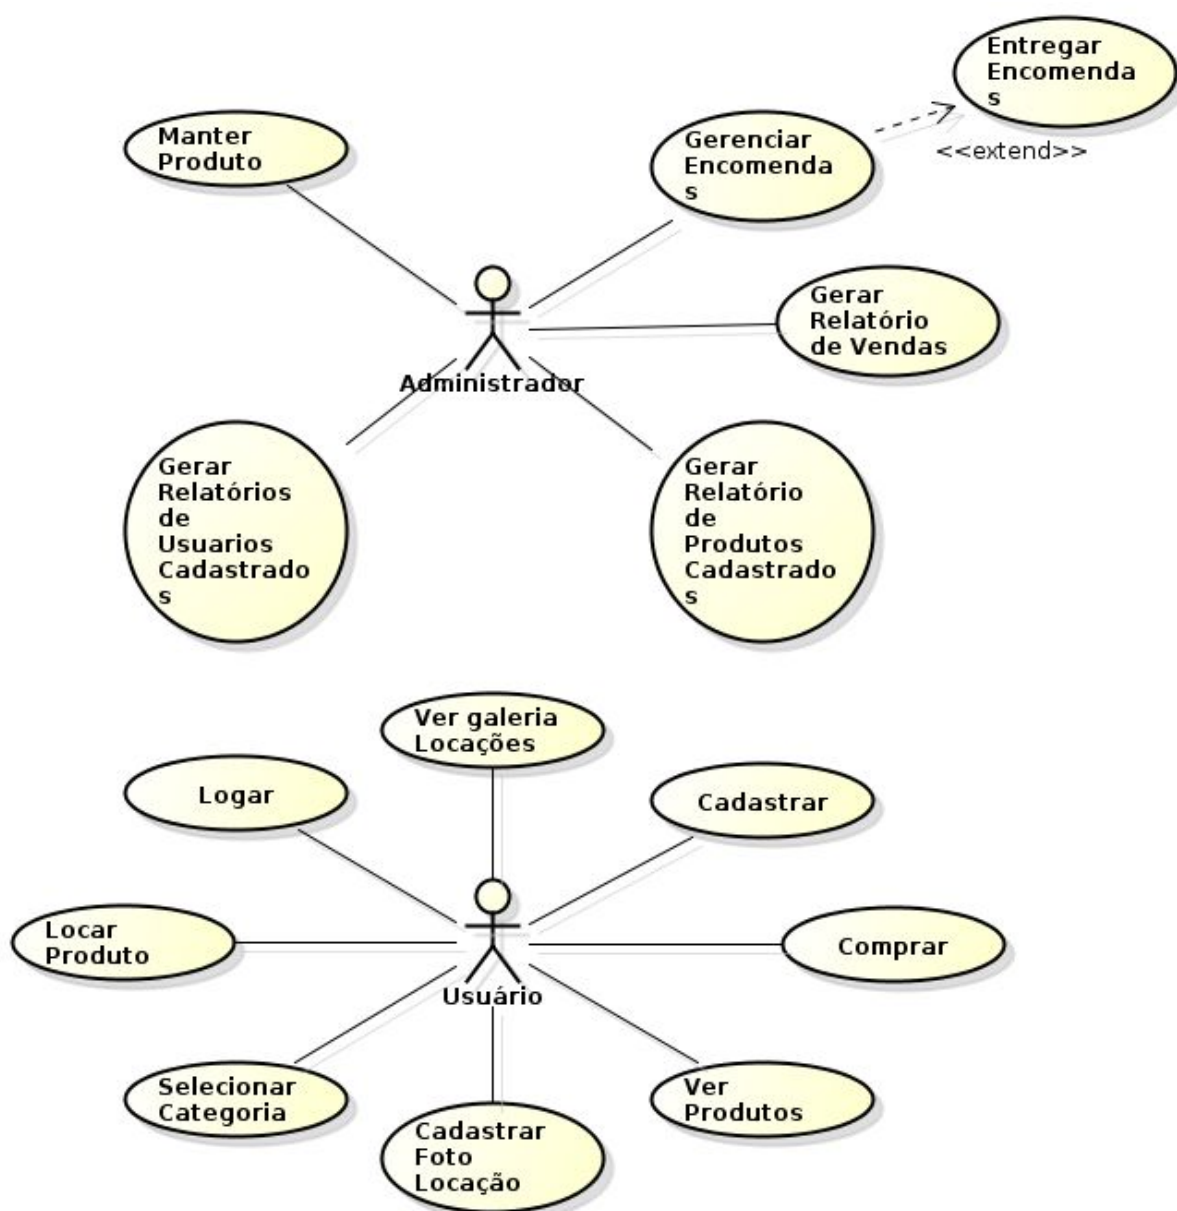 Entregar
Encomenda
s
<<extend>>
Manter
Produto
Gerenciar
Encomenda
s
Gerar
Relatório
de Vendas
Administrador
Gerar
Relatórios
de
Usuarios
Cadastrado
s
Gerar
Relatório
de
Produtos
Cadastrado
s
Ver galeria
Locações
Logar
Cadastrar
Locar
Produto
Comprar
Usuário
Selecionar
Categoria
Ver
Produtos
Cadastrar
Foto
Locação